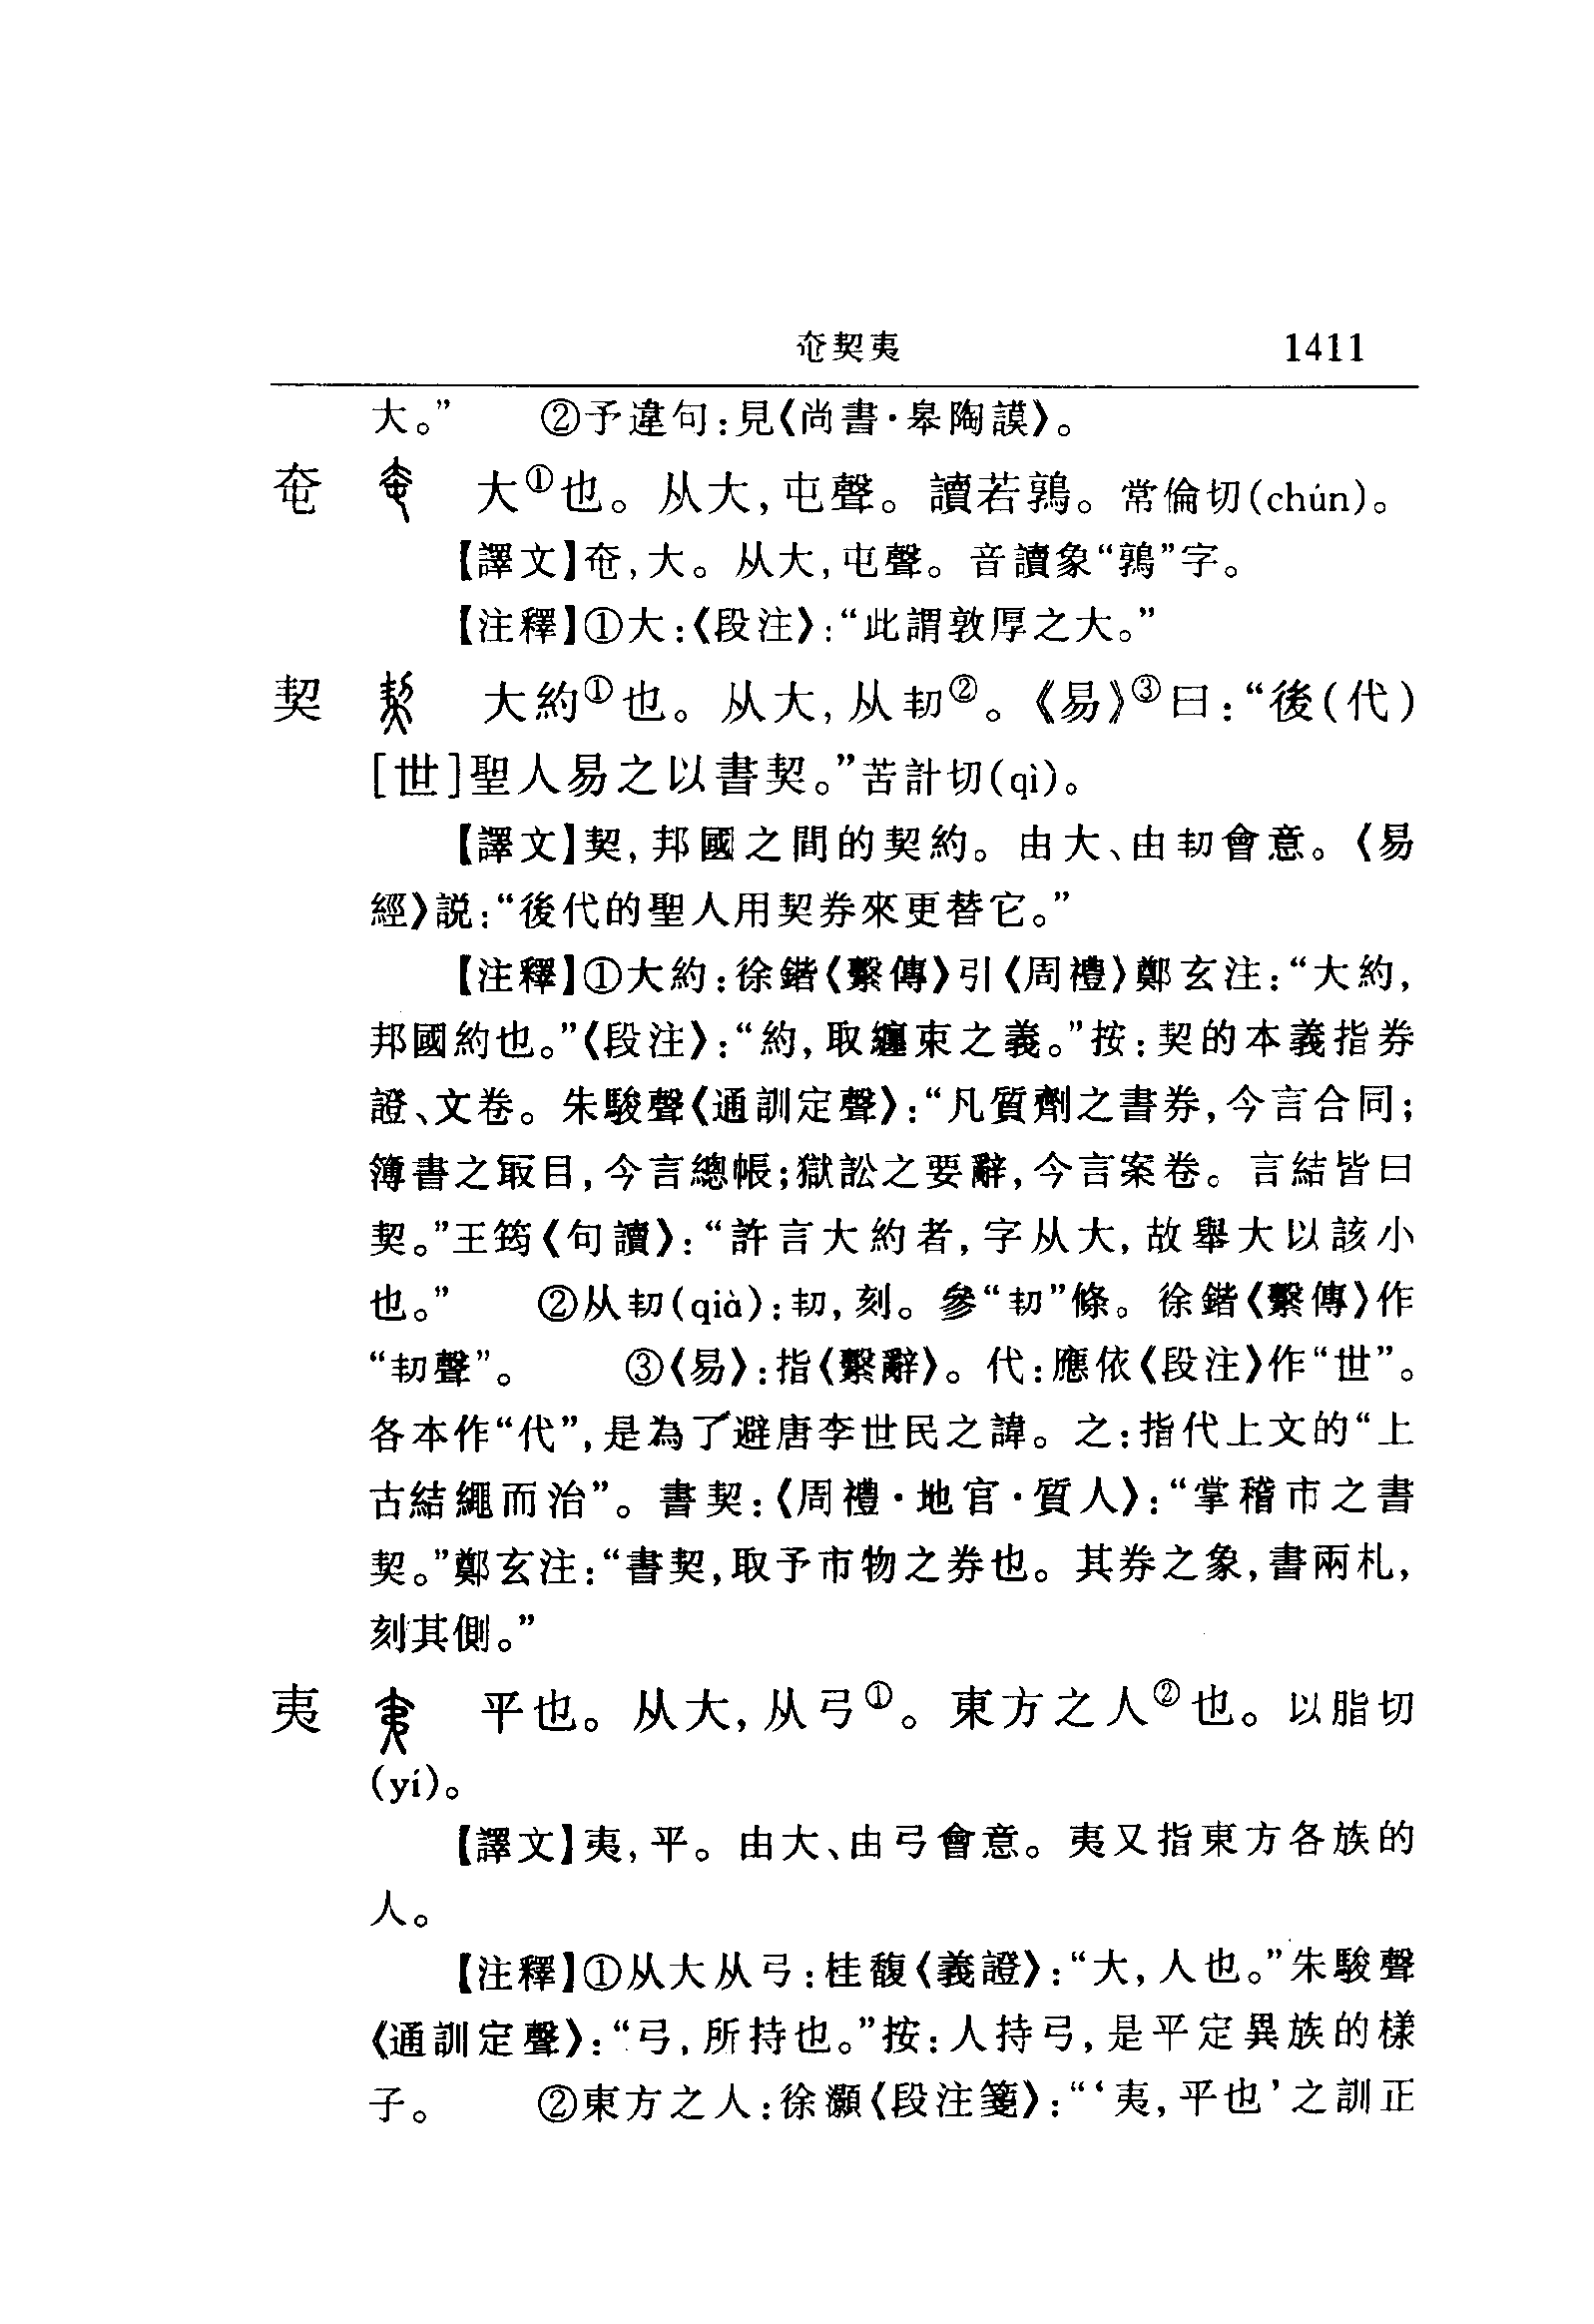 奄契夷 1411
大。” ②予違句：見〈尚書·皋陶謨〉。
大①也。从大，屯聲。讀若鶉。常倫切(chún)。
【譯文】，大。从大，屯聲。音讀象“鶉”字。
【注釋】①大：〈段注〉：“此謂敦厚之大。”
契 大約①也。从大，从㓞②。《易》③曰：“後(代)
[世]聖人易之以書契。”苦計切(qì)。
【譯文】契，邦國之間的契約。由大、由㓞會意。〈易
經〉説：“後代的聖人用契券來更替它。”
【注釋】①大約：徐鍇〈繫傳〉引〈周禮〉鄭玄注：“大約，
邦國約也。”〈段注〉：“約，取纏束之義。”按：契的本義指券
證、文卷。朱駿聲〈通訓定聲〉：“凡質劑之書券，今言合同；
簿書之冣目，今言總帳；獄訟之要辭，今言案卷。言結皆曰
契。”王筠〈句讀〉：“許言大約者，字从大，故舉大以該小
也。” ②从㓞(qià)：㓞，刻。參“㓞”條。徐鍇〈繫傳〉作
“㓞聲”。 ③〈易〉：指〈繫辭〉。代：應依〈段注〉作“世”。
各本作“代”，是為了避唐李世民之諱。之：指代上文的“上
古結繩而治”。書契：〈周禮·地官·質人〉：“掌稽市之書
契。”鄭玄注：“書契，取予市物之券也。其券之象，書兩札，
刻其側。”
夷 平也。从大，从弓①。東方之人②也。以脂切
(yí)。
【譯文】夷，平。由大、由弓會意。夷又指東方各族的
人。
【注釋】①从大从弓：桂馥〈義證〉：“大，人也。”朱駿聲
〈通訓定聲〉：“弓，所持也。”按：人持弓，是平定異族的樣
子。 ②東方之人：徐灝〈段注箋〉：“‘夷，平也’之訓正